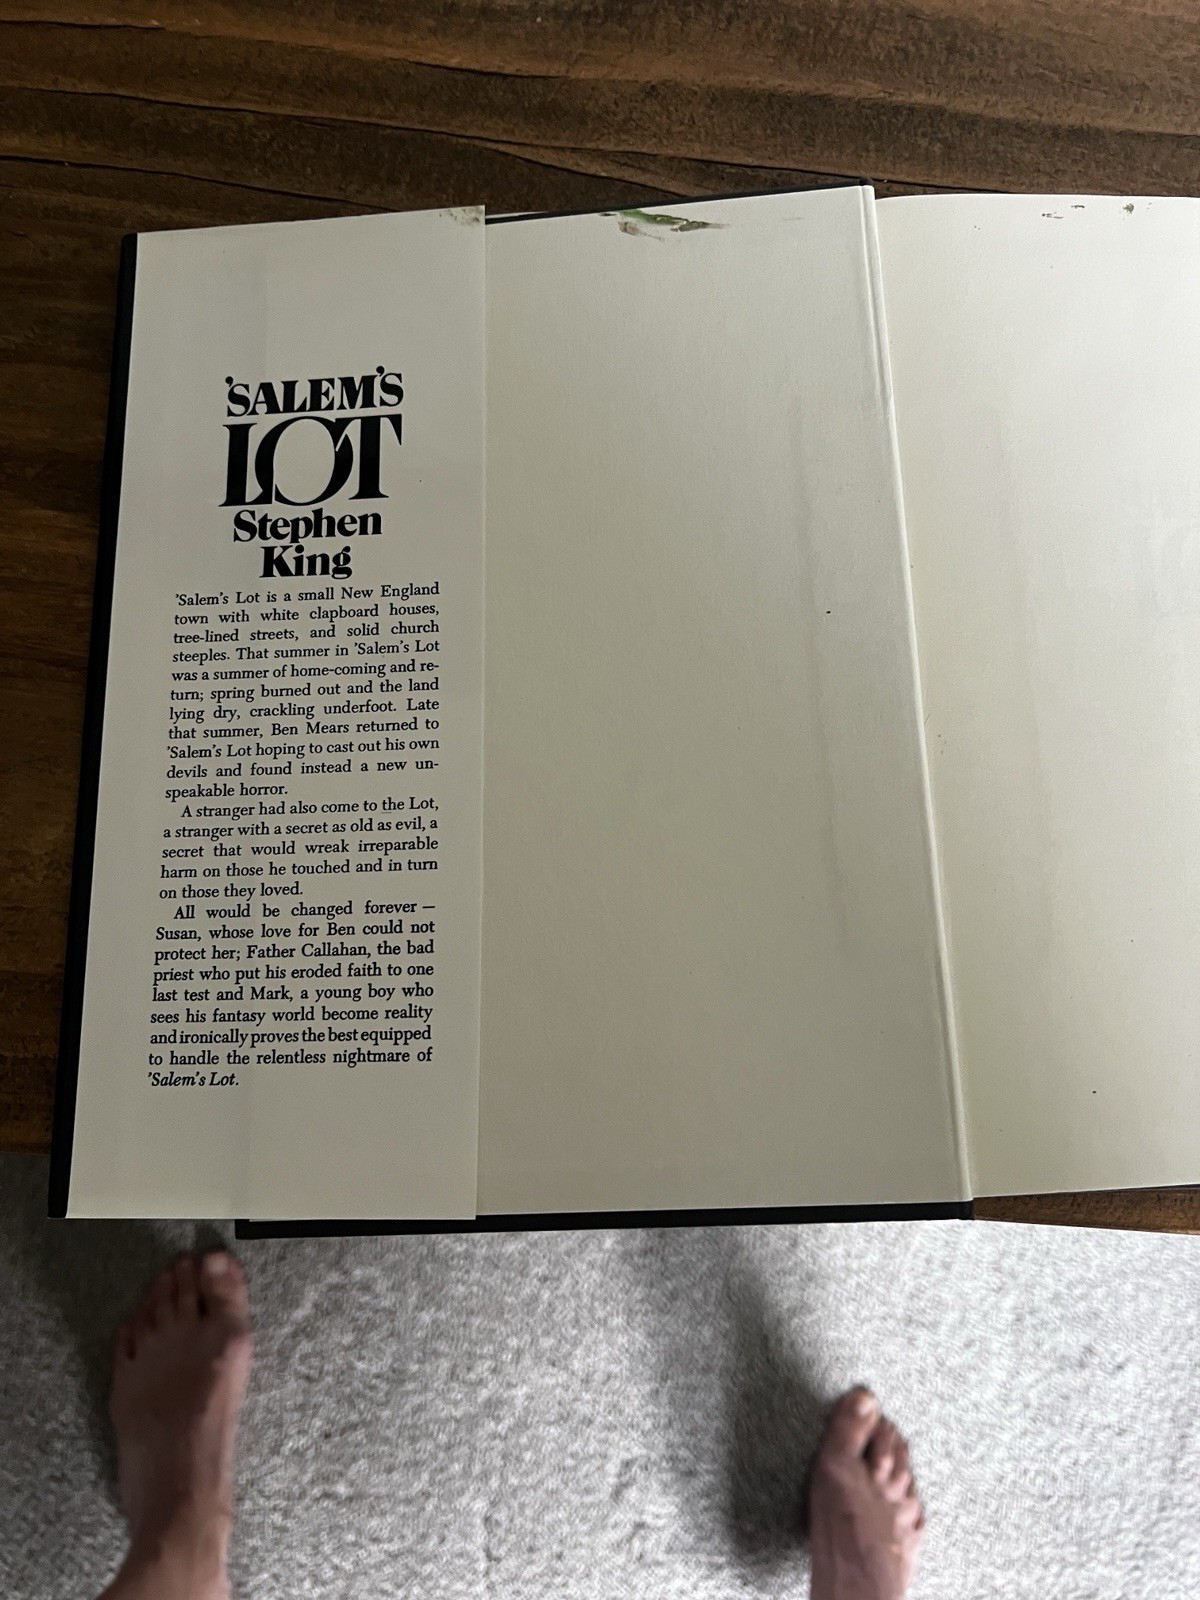 'SALEM'S
LOT
Stephen
King
'Salem's Lot is a small New England
town with white clapboard houses,
tree-lined streets, and solid church
steeples. That summer in 'Salem's Lot
was a summer of home-coming and re-
turn; spring burned out and the land
lying dry, crackling underfoot. Late
that summer, Ben Mears returned to
'Salem's Lot hoping to cast out his own
devils and found instead a new un-
speakable horror.
A stranger had also come to the Lot,
a stranger with a secret as old as evil, a
secret that would wreak irreparable
harm on those he touched and in turn
on those they loved.
All would be changed forever —
Susan, whose love for Ben could not
protect her; Father Callahan, the bad
priest who put his eroded faith to one
last test and Mark, a young boy who
sees his fantasy world become reality
and ironically proves the best equipped
to handle the relentless nightmare of
'Salem's Lot.